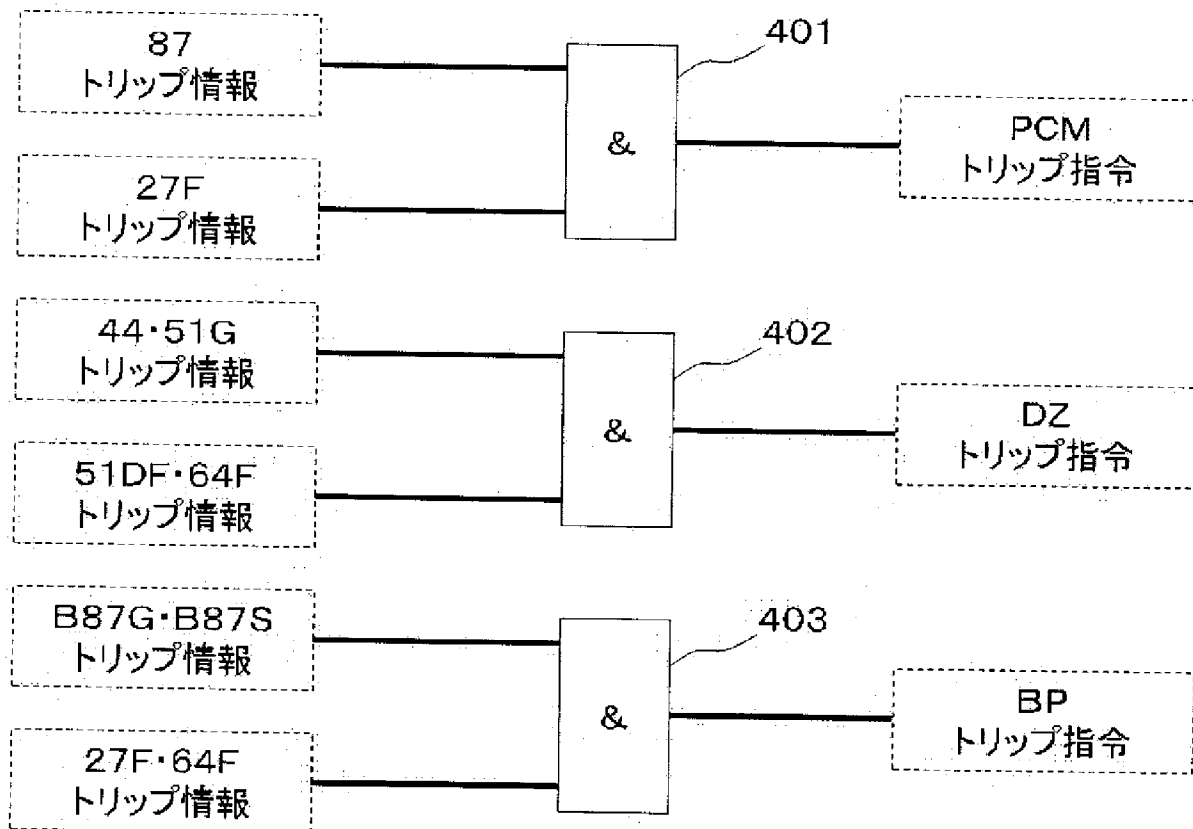 87
トリップ情報
401
&
PCM
トリップ指令
27F
トリップ情報
44・51G
トリップ情報
402
&
DZ
トリップ指令
51DF・64F
トリップ情報
B87G・B87S
トリップ情報
403
&
BP
トリップ指令
27F・64F
トリップ情報